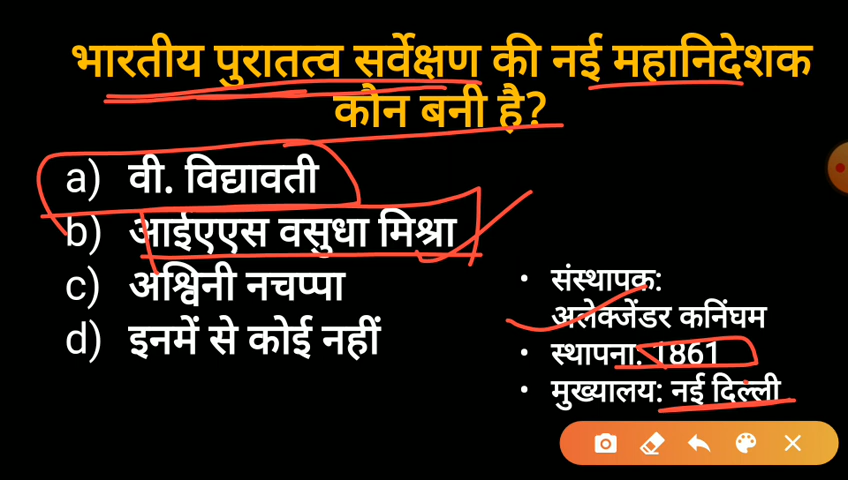 भारतीय पुरातत्व सर्वेक्षण की नई महानिदेशक
कौन बनी है?
a) वी. विद्यावती
b) आईएएस वसुधा मिश्रा
c) अश्विनी नचप्पा
d) इनमें से कोई नहीं
• संस्थापक:
अलेक्जेंडर कनिंघम
• स्थापना: 1861
• मुख्यालय: नई दिल्ली